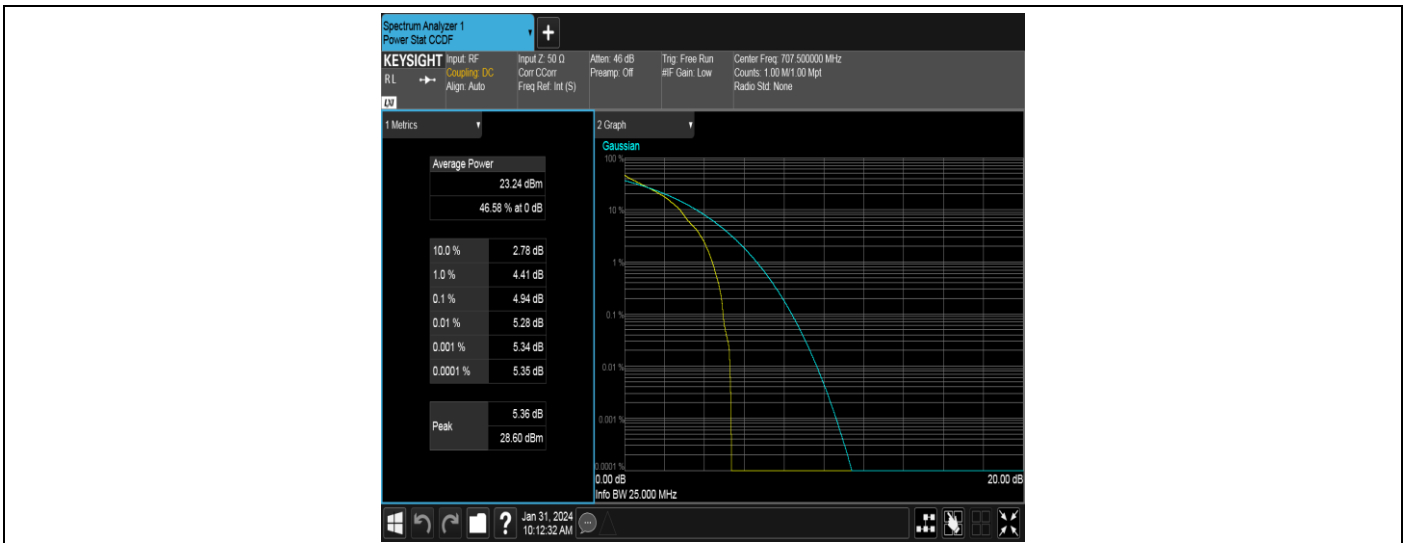 Spectrum Analyzer 1
Power Stat CCDF
+
KEYSIGHT
RL
LXI
Input: RF
Coupling: DC
Align: Auto
Input Z: 50 Ω
Corr CCorr
Freq Ref: Int (S)
Atten: 46 dB
Preamp: Off
Trig: Free Run
#IF Gain: Low
Center Freq: 707.500000 MHz
Counts: 1.00 M/1.00 Mpt
Radio Std: None
1 Metrics
Average Power
23.24 dBm
46.58 % at 0 dB
10.0 % 2.78 dB
1.0 % 4.41 dB
0.1 % 4.94 dB
0.01 % 5.28 dB
0.001 % 5.34 dB
0.0001 % 5.35 dB
Peak
5.36 dB
28.60 dBm
2 Graph
Gaussian
100 %
10 %
1 %
0.1 %
0.01 %
0.001 %
0.0001 %
0.00 dB 20.00 dB
Info BW 25.000 MHz
?
Jan 31, 2024
10:12:32 AM